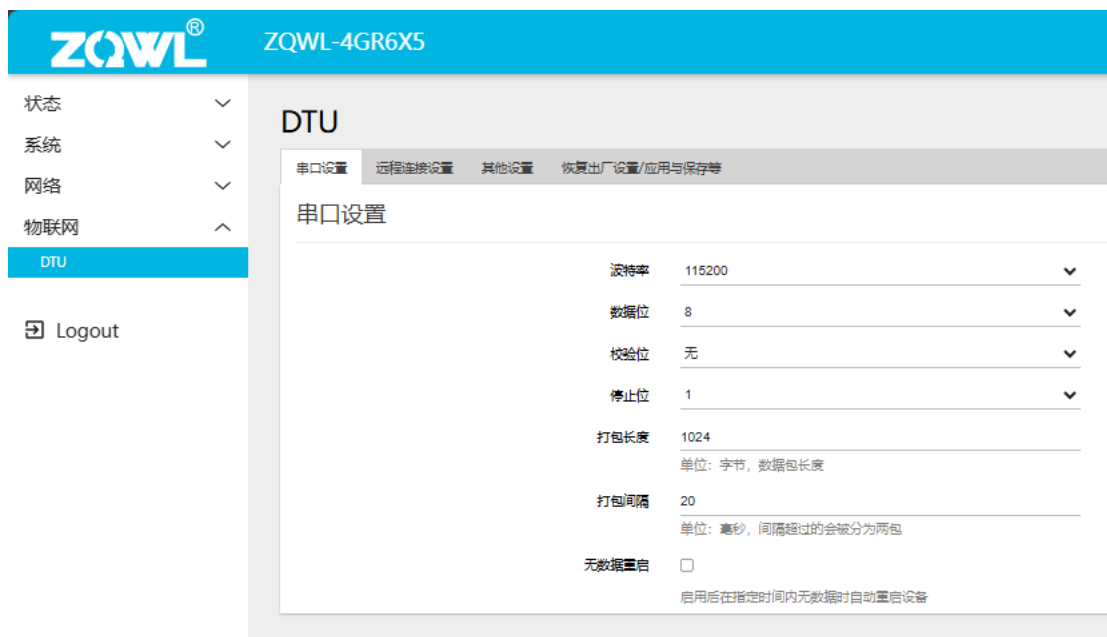 ZQWL®
ZQWL-4GR6X5
状态
系统
网络
物联网
DTU
Logout
DTU
串口设置 远程连接设置 其他设置 恢复出厂设置/应用与保存等
串口设置
波特率 115200
数据位 8
校验位 无
停止位 1
打包长度 1024
单位：字节，数据包长度
打包间隔 20
单位：毫秒，间隔超过的会被分为两包
无数据重启
启用后在指定时间内无数据时自动重启设备